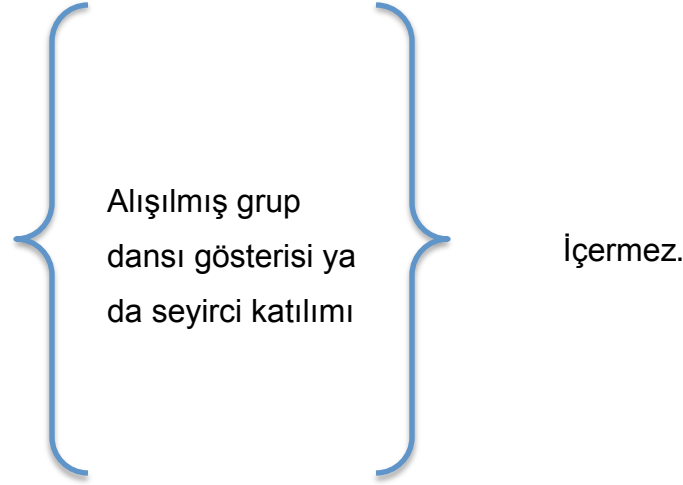 Alışılmış grup
dansı gösterisi ya
da seyirci katılımı
İçermez.